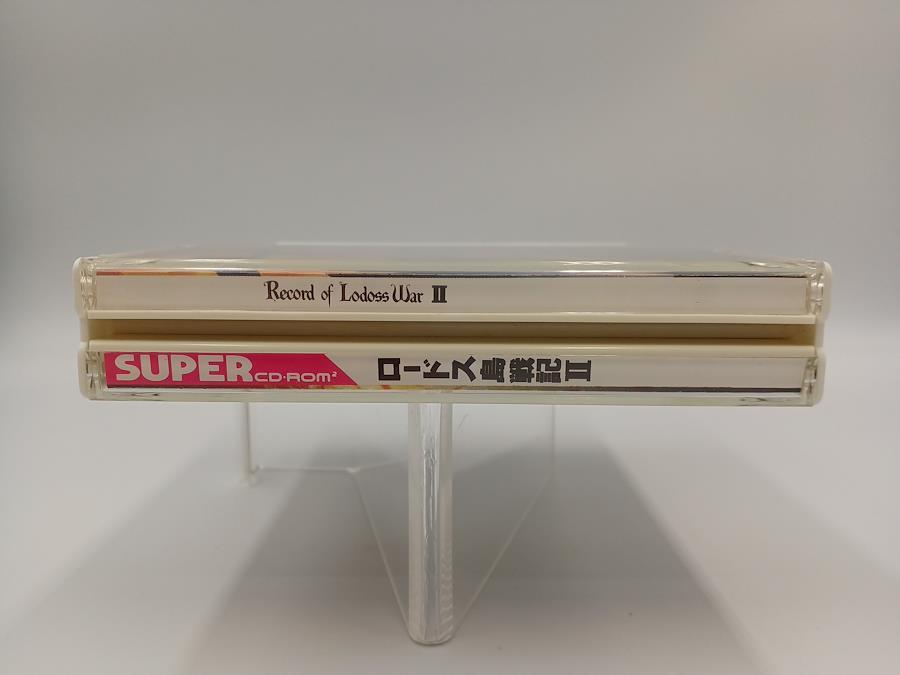 Record of Lodoss War II
SUPER CD-ROM² ロードス島戦記II